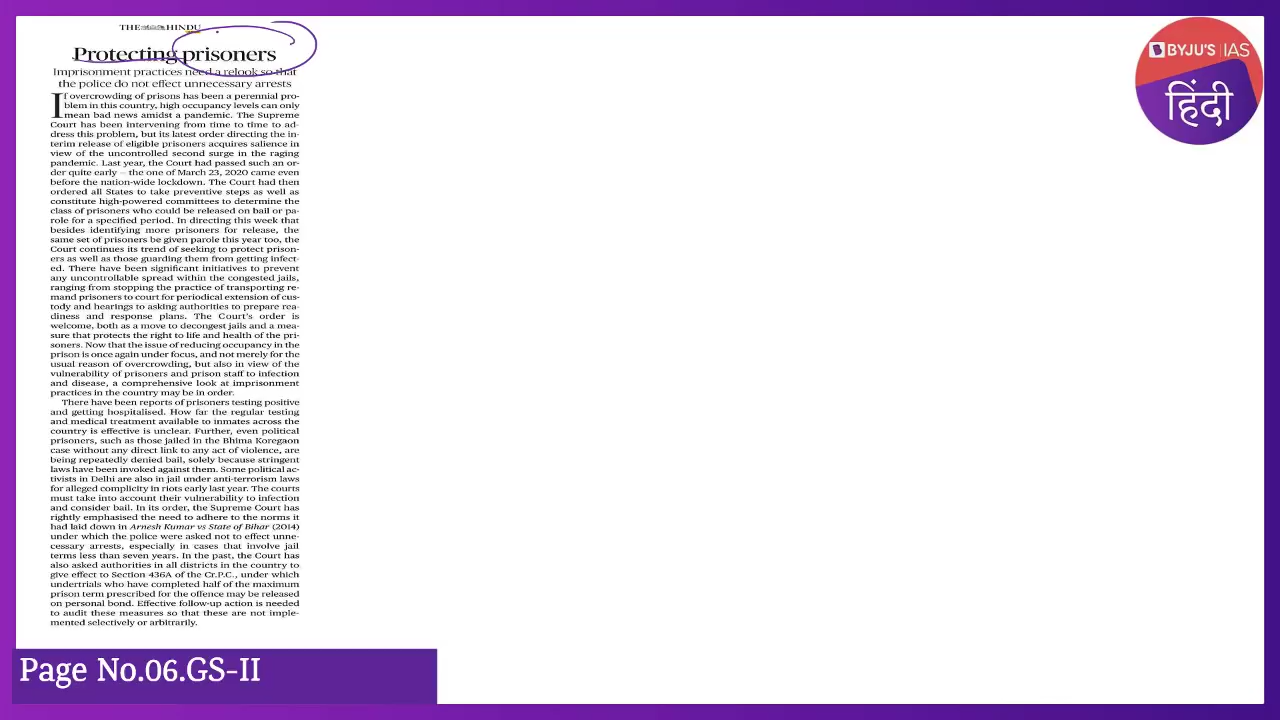 THE HINDU
Protecting prisoners
Imprisonment practices need a relook so that
the police do not effect unnecessary arrests
If overcrowding of prisons has been a perennial pro-
blem in this country, high occupancy levels can only
mean bad news amidst a pandemic. The Supreme
Court has been intervening from time to time to ad-
dress this problem, but its latest order directing the in-
terim release of eligible prisoners acquires salience in
view of the uncontrolled second surge in the raging
pandemic. Last year, the Court had passed such an or-
der quite early – the one of March 23, 2020 came even
before the nation-wide lockdown. The Court had then
ordered all States to take preventive steps as well as
constitute high-powered committees to determine the
class of prisoners who could be released on bail or pa-
role for a specified period. In directing this week that
besides identifying more prisoners for release, the
same set of prisoners be given parole this year too, the
Court continues its trend of seeking to protect prison-
ers as well as those guarding them from getting infect-
ed. There have been significant initiatives to prevent
any uncontrollable spread within the congested jails,
ranging from stopping the practice of transporting re-
mand prisoners to court for periodical extension of cus-
tody and hearings to asking authorities to prepare rea-
diness and response plans. The Court's order is
welcome, both as a move to decongest jails and a mea-
sure that protects the right to life and health of the pri-
soners. Now that the issue of reducing occupancy in the
prison is once again under focus, and not merely for the
usual reason of overcrowding, but also in view of the
vulnerability of prisoners and prison staff to infection
and disease, a comprehensive look at imprisonment
practices in the country may be in order.
There have been reports of prisoners testing positive
and getting hospitalised. How far the regular testing
and medical treatment available to inmates across the
country is effective is unclear. Further, even political
prisoners, such as those jailed in the Bhima Koregaon
case without any direct link to any act of violence, are
being repeatedly denied bail, solely because stringent
laws have been invoked against them. Some political ac-
tivists in Delhi are also in jail under anti-terrorism laws
for alleged complicity in riots early last year. The courts
must take into account their vulnerability to infection
and consider bail. In its order, the Supreme Court has
rightly emphasised the need to adhere to the norms it
had laid down in Arnesh Kumar vs State of Bihar (2014)
under which the police were asked not to effect unne-
cessary arrests, especially in cases that involve jail
terms less than seven years. In the past, the Court has
also asked authorities in all districts in the country to
give effect to Section 436A of the Cr.P.C., under which
undertrials who have completed half of the maximum
prison term prescribed for the offence may be released
on personal bond. Effective follow-up action is needed
to audit these measures so that these are not imple-
mented selectively or arbitrarily.
BYJU'S IAS
हिंदी
Page No.06.GS-II